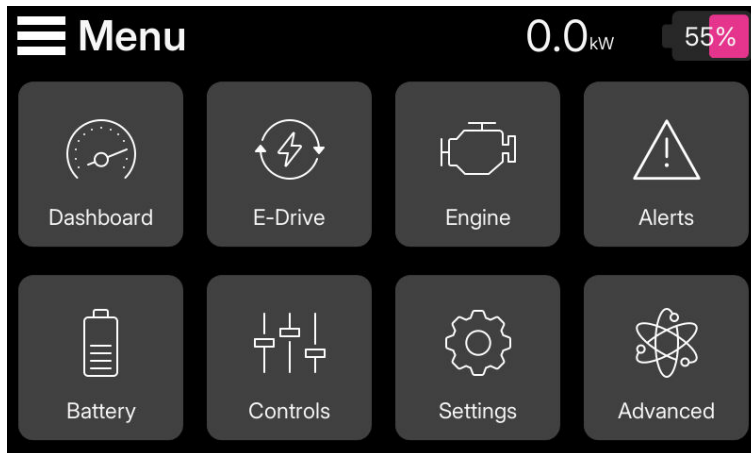 Menu 0.0kW 55%
Dashboard E-Drive Engine Alerts
Battery Controls Settings Advanced